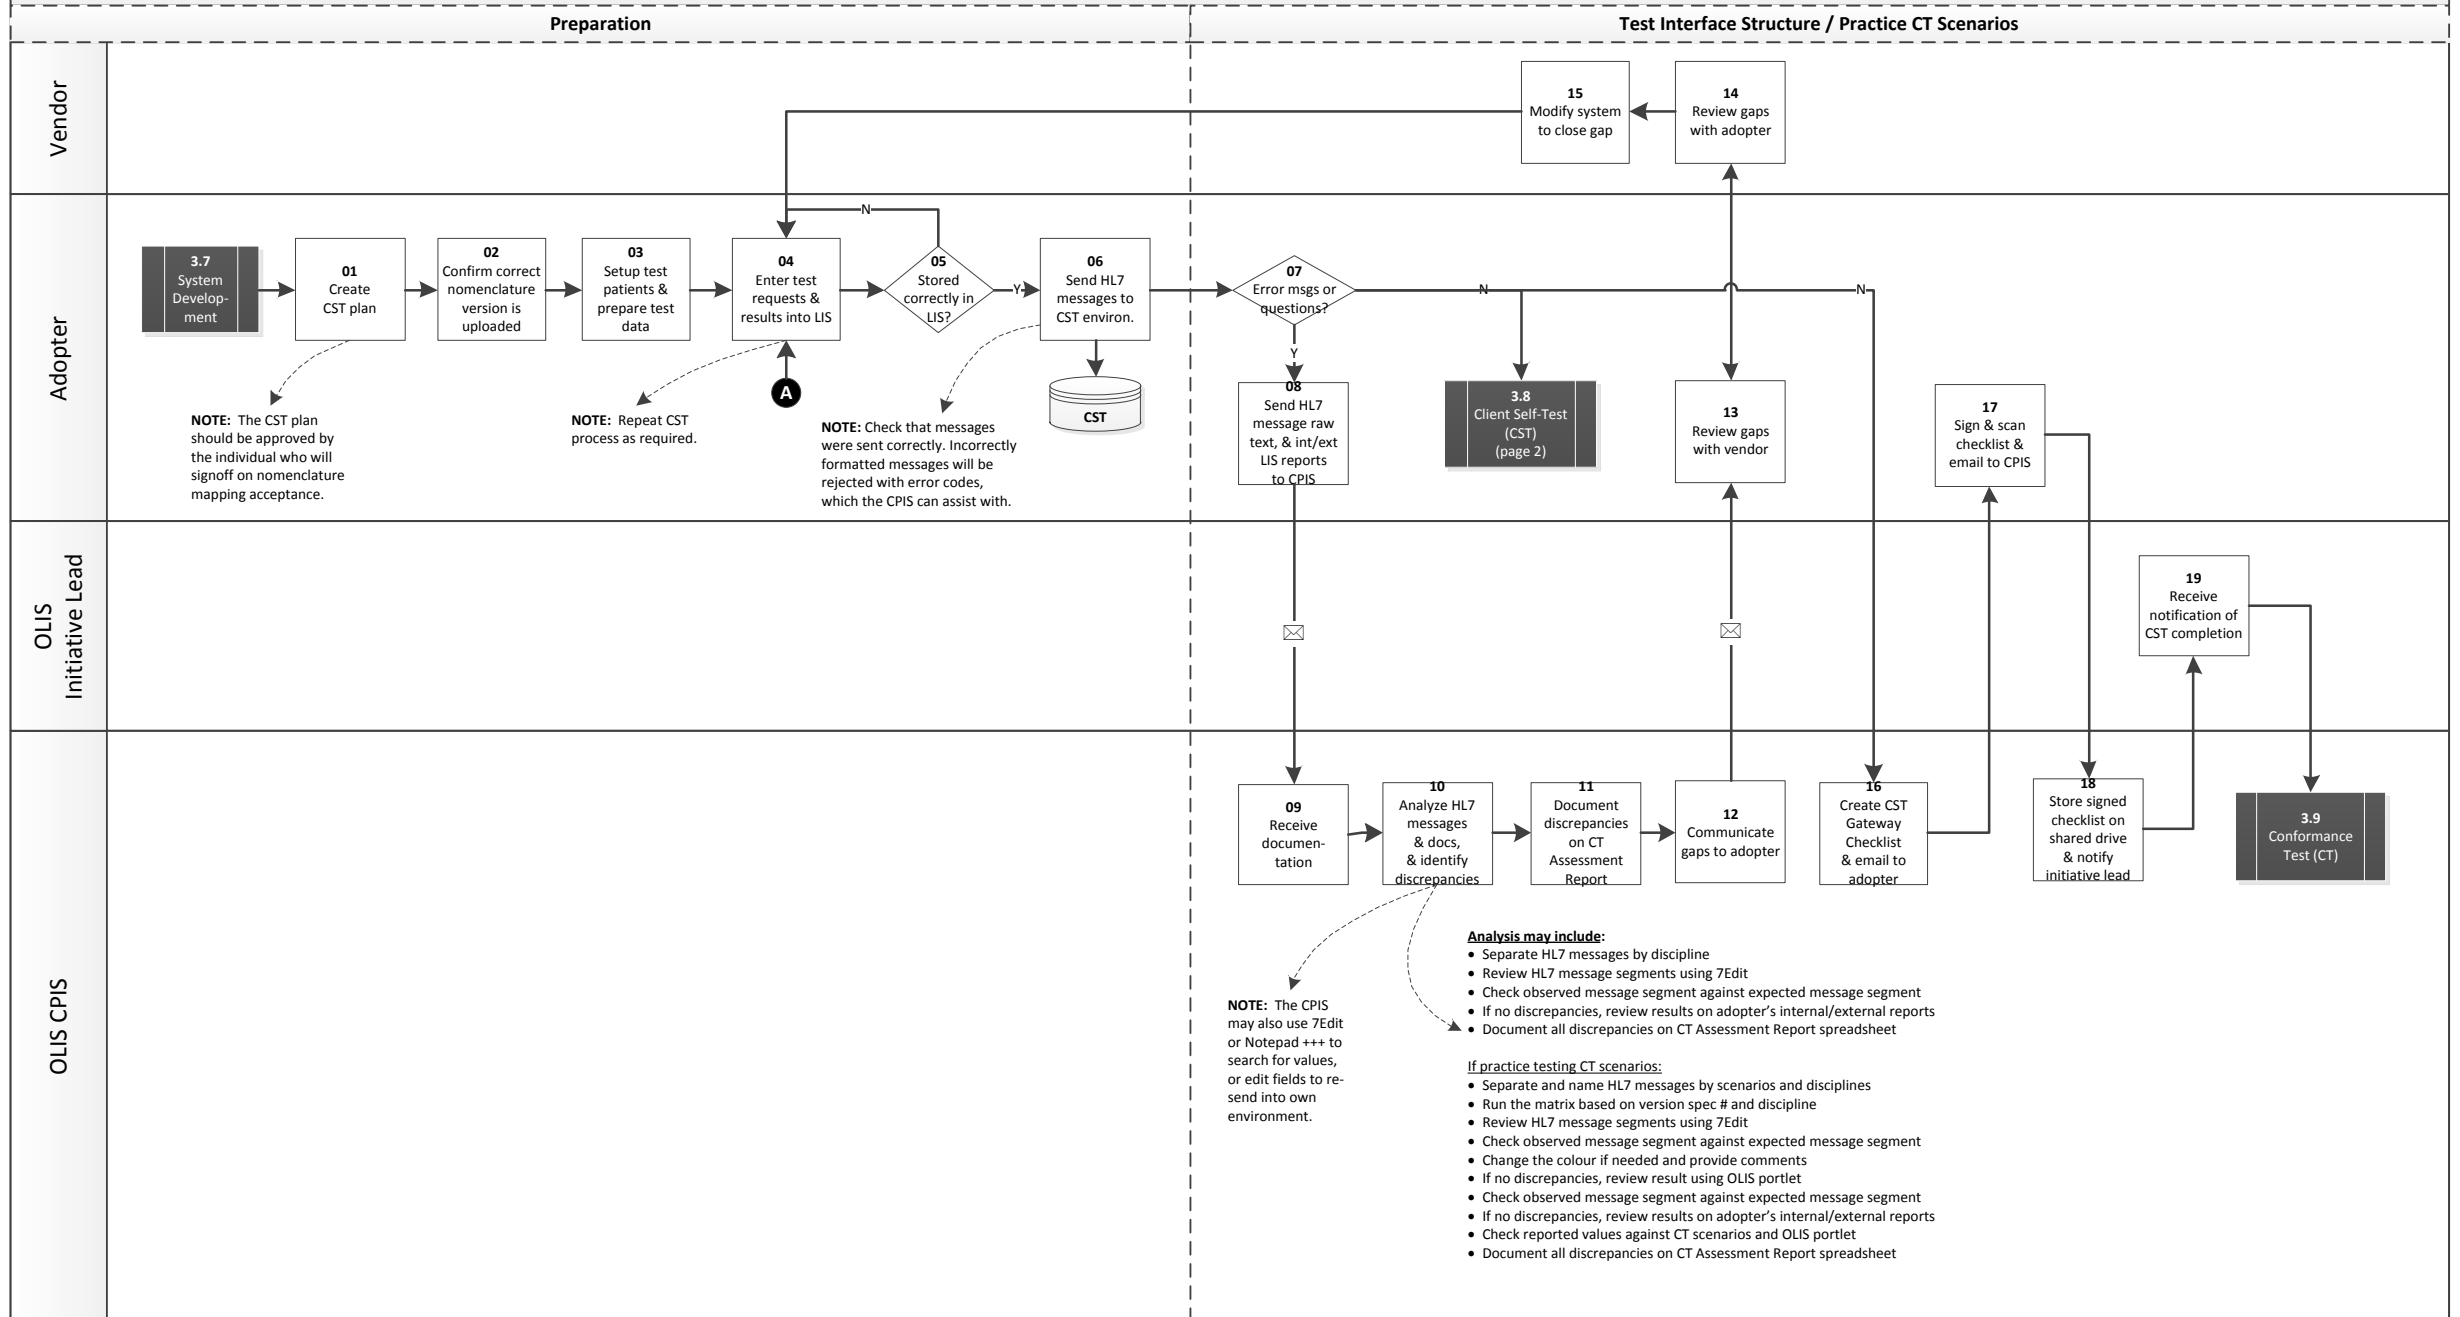 Preparation
Test Interface Structure / Practice CT Scenarios
Vendor
15
Modify system
to close gap
14
Review gaps
with adopter
Adopter
N
3.7
System
Develop-
ment
01
Create
CST plan
02
Confirm correct
nomenclature
version is
uploaded
03
Setup test
patients &
prepare test
data
04
Enter test
requests &
results into LIS
05
Stored
correctly in
LIS?
Y
06
Send HL7
messages to
CST environ.
07
Error msgs or
questions?
N
N
Y
A
CST
NOTE: The CST plan
should be approved by
the individual who will
signoff on nomenclature
mapping acceptance.
NOTE: Repeat CST
process as required.
NOTE: Check that messages
were sent correctly. Incorrectly
formatted messages will be
rejected with error codes,
which the CPIS can assist with.
08
Send HL7
message raw
text, & int/ext
LIS reports
to CPIS
3.8
Client Self-Test
(CST)
(page 2)
13
Review gaps
with vendor
17
Sign & scan
checklist &
email to CPIS
OLIS
Initiative Lead
19
Receive
notification of
CST completion
OLIS CPIS
09
Receive
documen-
tation
10
Analyze HL7
messages
& docs,
& identify
discrepancies
11
Document
discrepancies
on CT
Assessment
Report
12
Communicate
gaps to adopter
16
Create CST
Gateway
Checklist
& email to
adopter
18
Store signed
checklist on
shared drive
& notify
initiative lead
3.9
Conformance
Test (CT)
NOTE: The CPIS
may also use 7Edit
or Notepad +++ to
search for values,
or edit fields to re-
send into own
environment.
Analysis may include:
• Separate HL7 messages by discipline
• Review HL7 message segments using 7Edit
• Check observed message segment against expected message segment
• If no discrepancies, review results on adopter’s internal/external reports
• Document all discrepancies on CT Assessment Report spreadsheet
If practice testing CT scenarios:
• Separate and name HL7 messages by scenarios and disciplines
• Run the matrix based on version spec # and discipline
• Review HL7 message segments using 7Edit
• Check observed message segment against expected message segment
• Change the colour if needed and provide comments
• If no discrepancies, review result using OLIS portlet
• Check observed message segment against expected message segment
• If no discrepancies, review results on adopter’s internal/external reports
• Check reported values against CT scenarios and OLIS portlet
• Document all discrepancies on CT Assessment Report spreadsheet